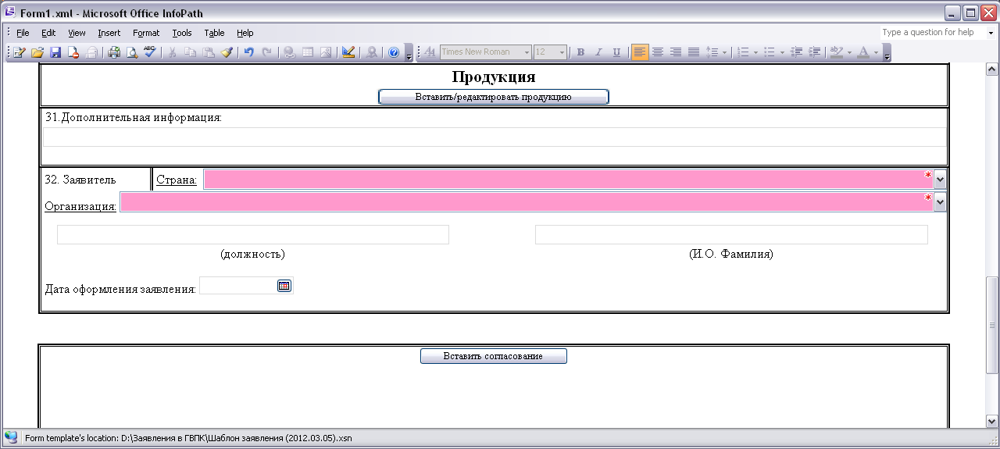 Form1.xml - Microsoft Office InfoPath
File Edit View Insert Format Tools Table Help
Type a question for help
Times New Roman 12 B I U
Продукция
Вставить/редактировать продукцию
31.Дополнительная информация:
32. Заявитель Страна: *
Организация: *
(должность) (И.О. Фамилия)
Дата оформления заявления:
Вставить согласование
Form template's location: D:\Заявления в ГВПК\Шаблон заявления (2012.03.05).xsn